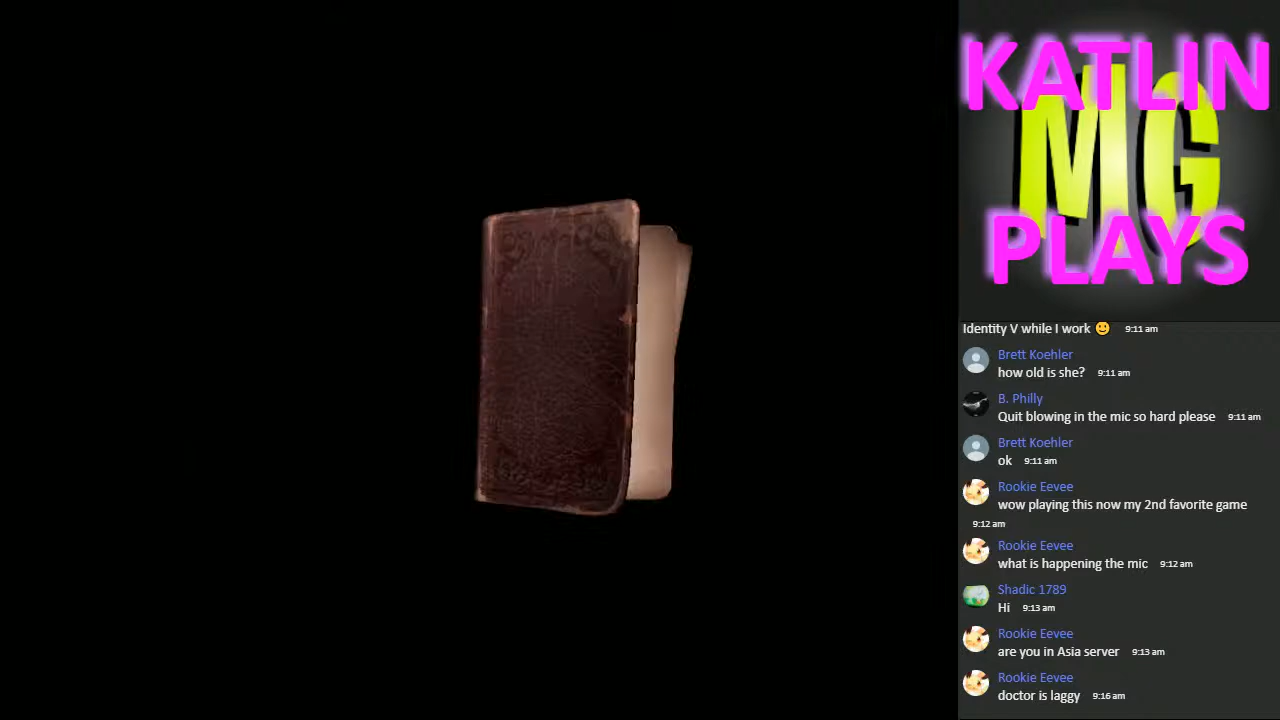 KATLIN
MG
PLAYS
Identity V while I work 🙂 9:11 am
Brett Koehler
how old is she? 9:11 am
B. Philly
Quit blowing in the mic so hard please 9:11 am
Brett Koehler
ok 9:11 am
Rookie Eevee
wow playing this now my 2nd favorite game
9:12 am
Rookie Eevee
what is happening the mic 9:12 am
Shadic 1789
Hi 9:13 am
Rookie Eevee
are you in Asia server 9:13 am
Rookie Eevee
doctor is laggy 9:16 am